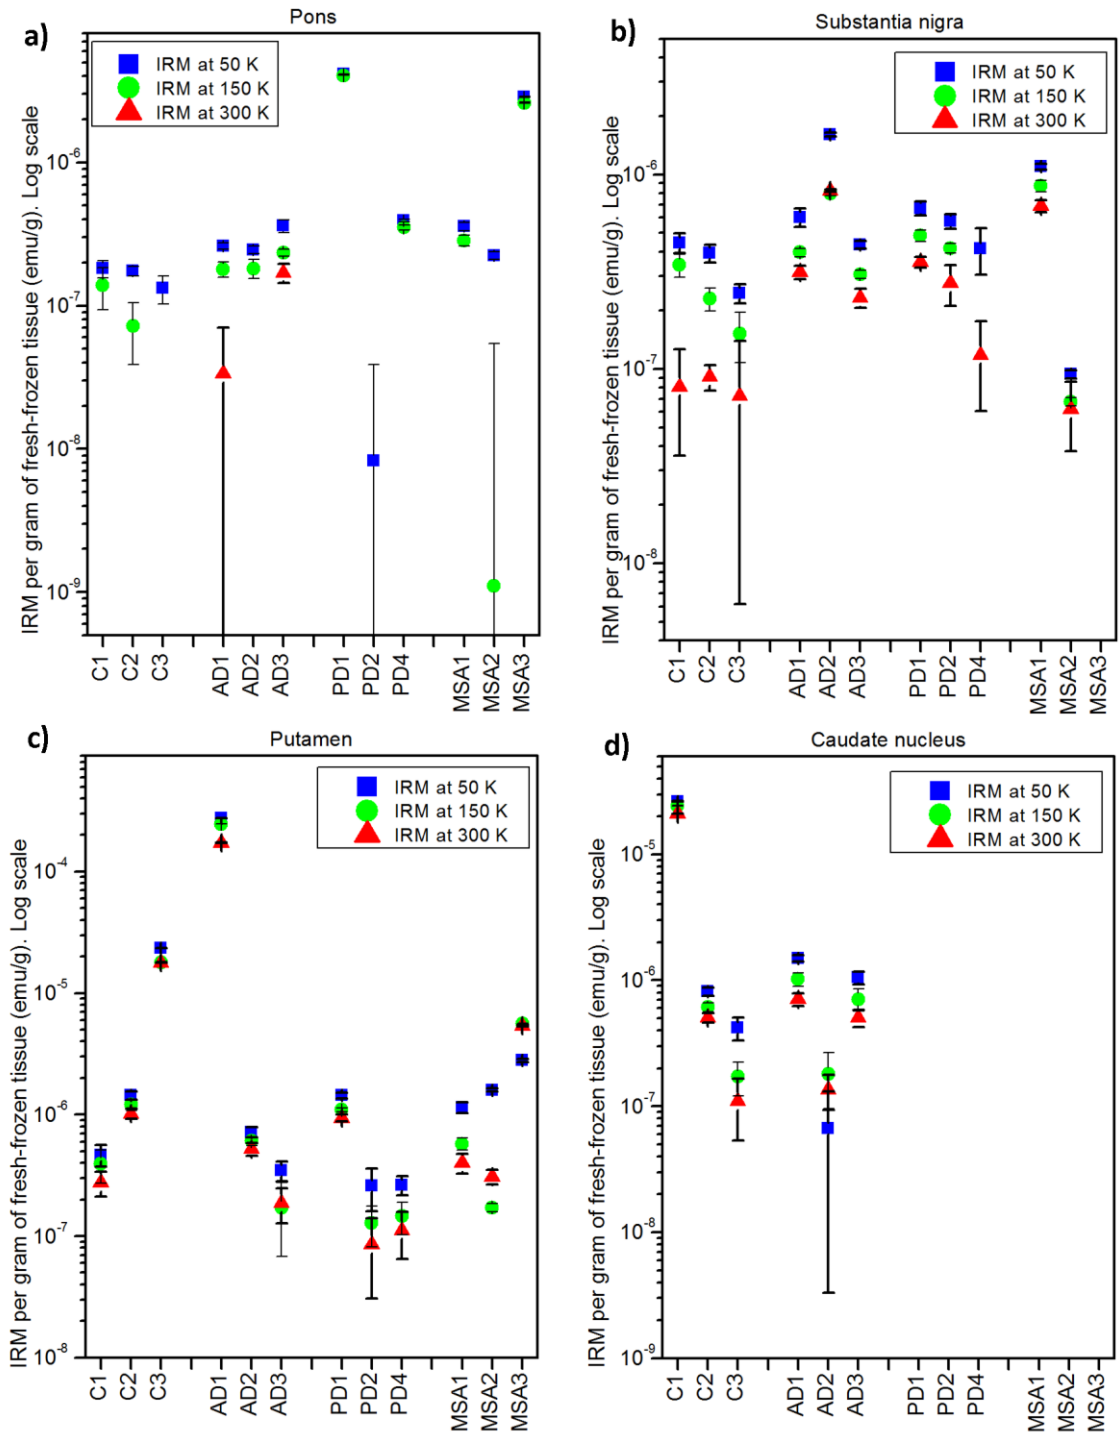 a)
Pons
IRM per gram of fresh-frozen tissue (emu/g). Log scale
IRM at 50 K
IRM at 150 K
IRM at 300 K
10^-6
10^-7
10^-8
10^-9
C1 C2 C3 AD1 AD2 AD3 PD1 PD2 PD4 MSA1 MSA2 MSA3
b)
Substantia nigra
IRM per gram of fresh-frozen tissue (emu/g). Log scale
IRM at 50 K
IRM at 150 K
IRM at 300 K
10^-6
10^-7
10^-8
C1 C2 C3 AD1 AD2 AD3 PD1 PD2 PD4 MSA1 MSA2 MSA3
c)
Putamen
IRM per gram of fresh-frozen tissue (emu/g). Log scale
IRM at 50 K
IRM at 150 K
IRM at 300 K
10^-4
10^-5
10^-6
10^-7
10^-8
C1 C2 C3 AD1 AD2 AD3 PD1 PD2 PD4 MSA1 MSA2 MSA3
d)
Caudate nucleus
IRM per gram of fresh-frozen tissue (emu/g). Log scale
IRM at 50 K
IRM at 150 K
IRM at 300 K
10^-5
10^-6
10^-7
10^-8
10^-9
C1 C2 C3 AD1 AD2 AD3 PD1 PD2 PD4 MSA1 MSA2 MSA3